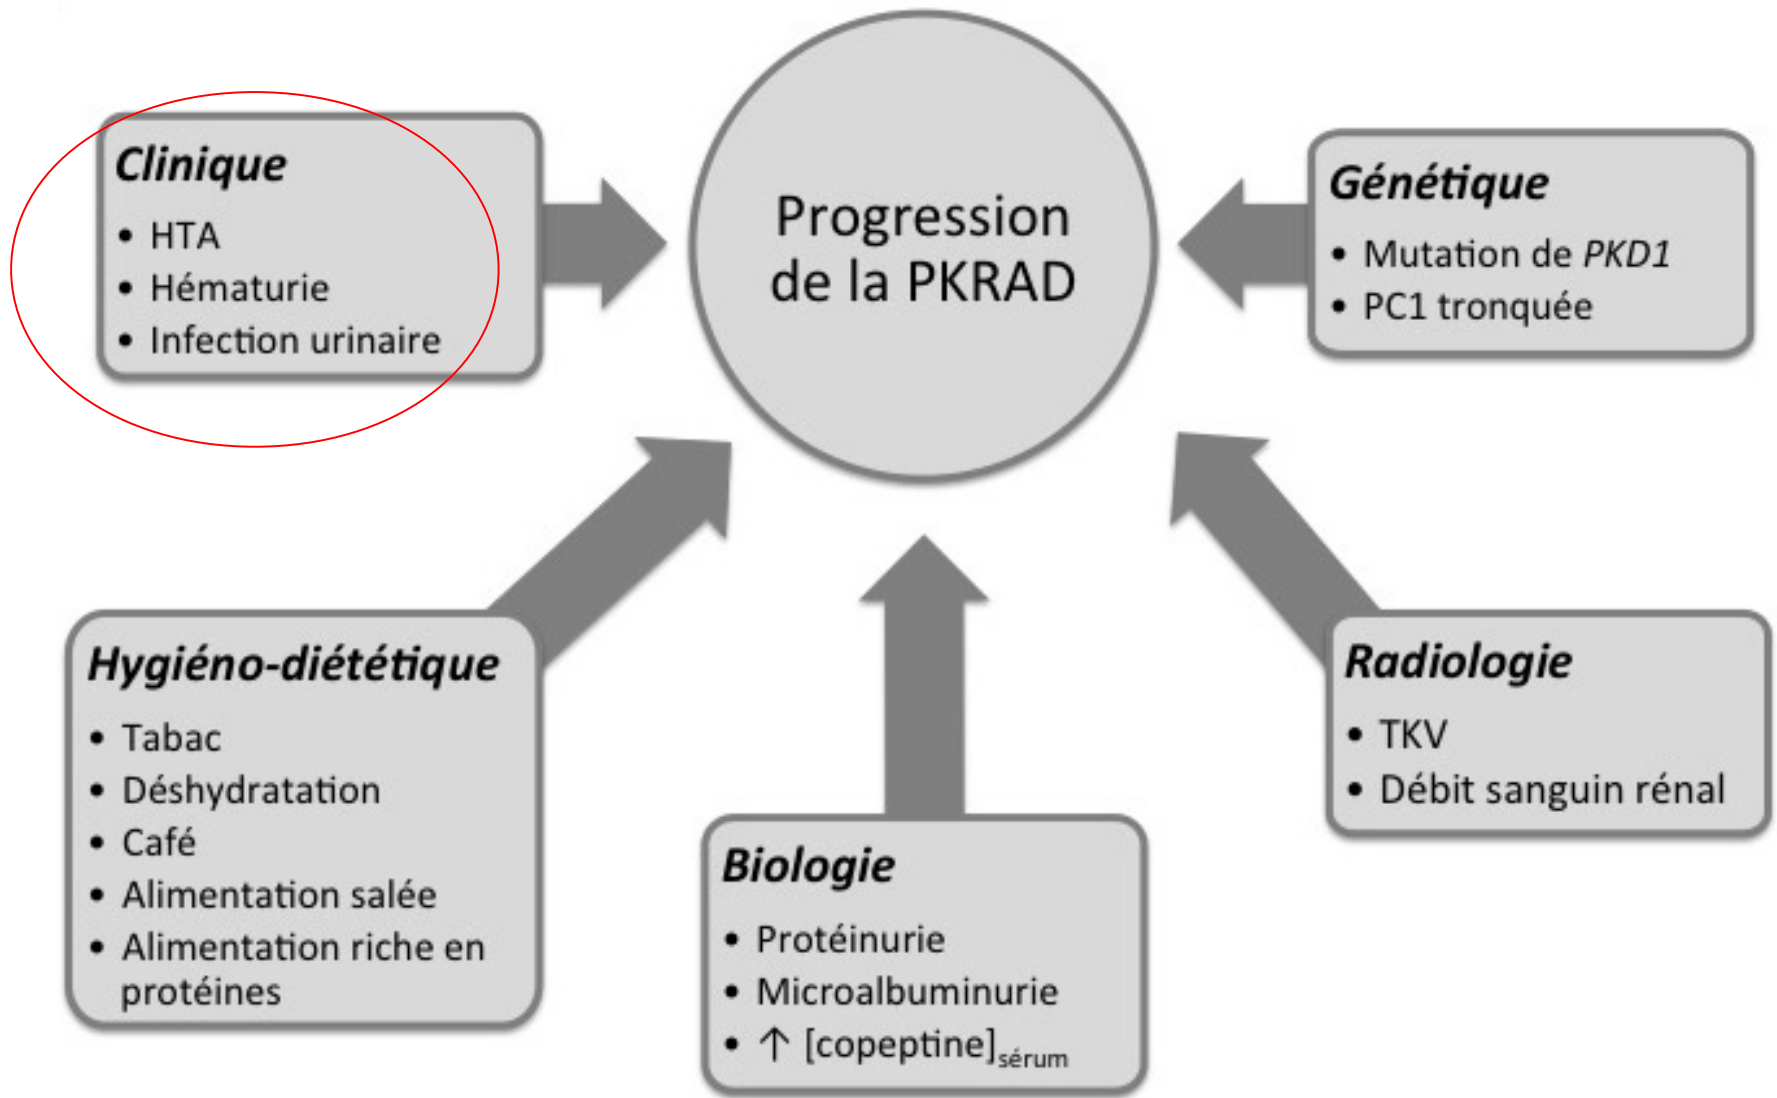 Progression
de la PKRAD
Clinique
• HTA
• Hématurie
• Infection urinaire
Génétique
• Mutation de PKD1
• PC1 tronquée
Hygiéno-diététique
• Tabac
• Déshydratation
• Café
• Alimentation salée
• Alimentation riche en
protéines
Biologie
• Protéinurie
• Microalbuminurie
• ↑ [copeptine]sérum
Radiologie
• TKV
• Débit sanguin rénal